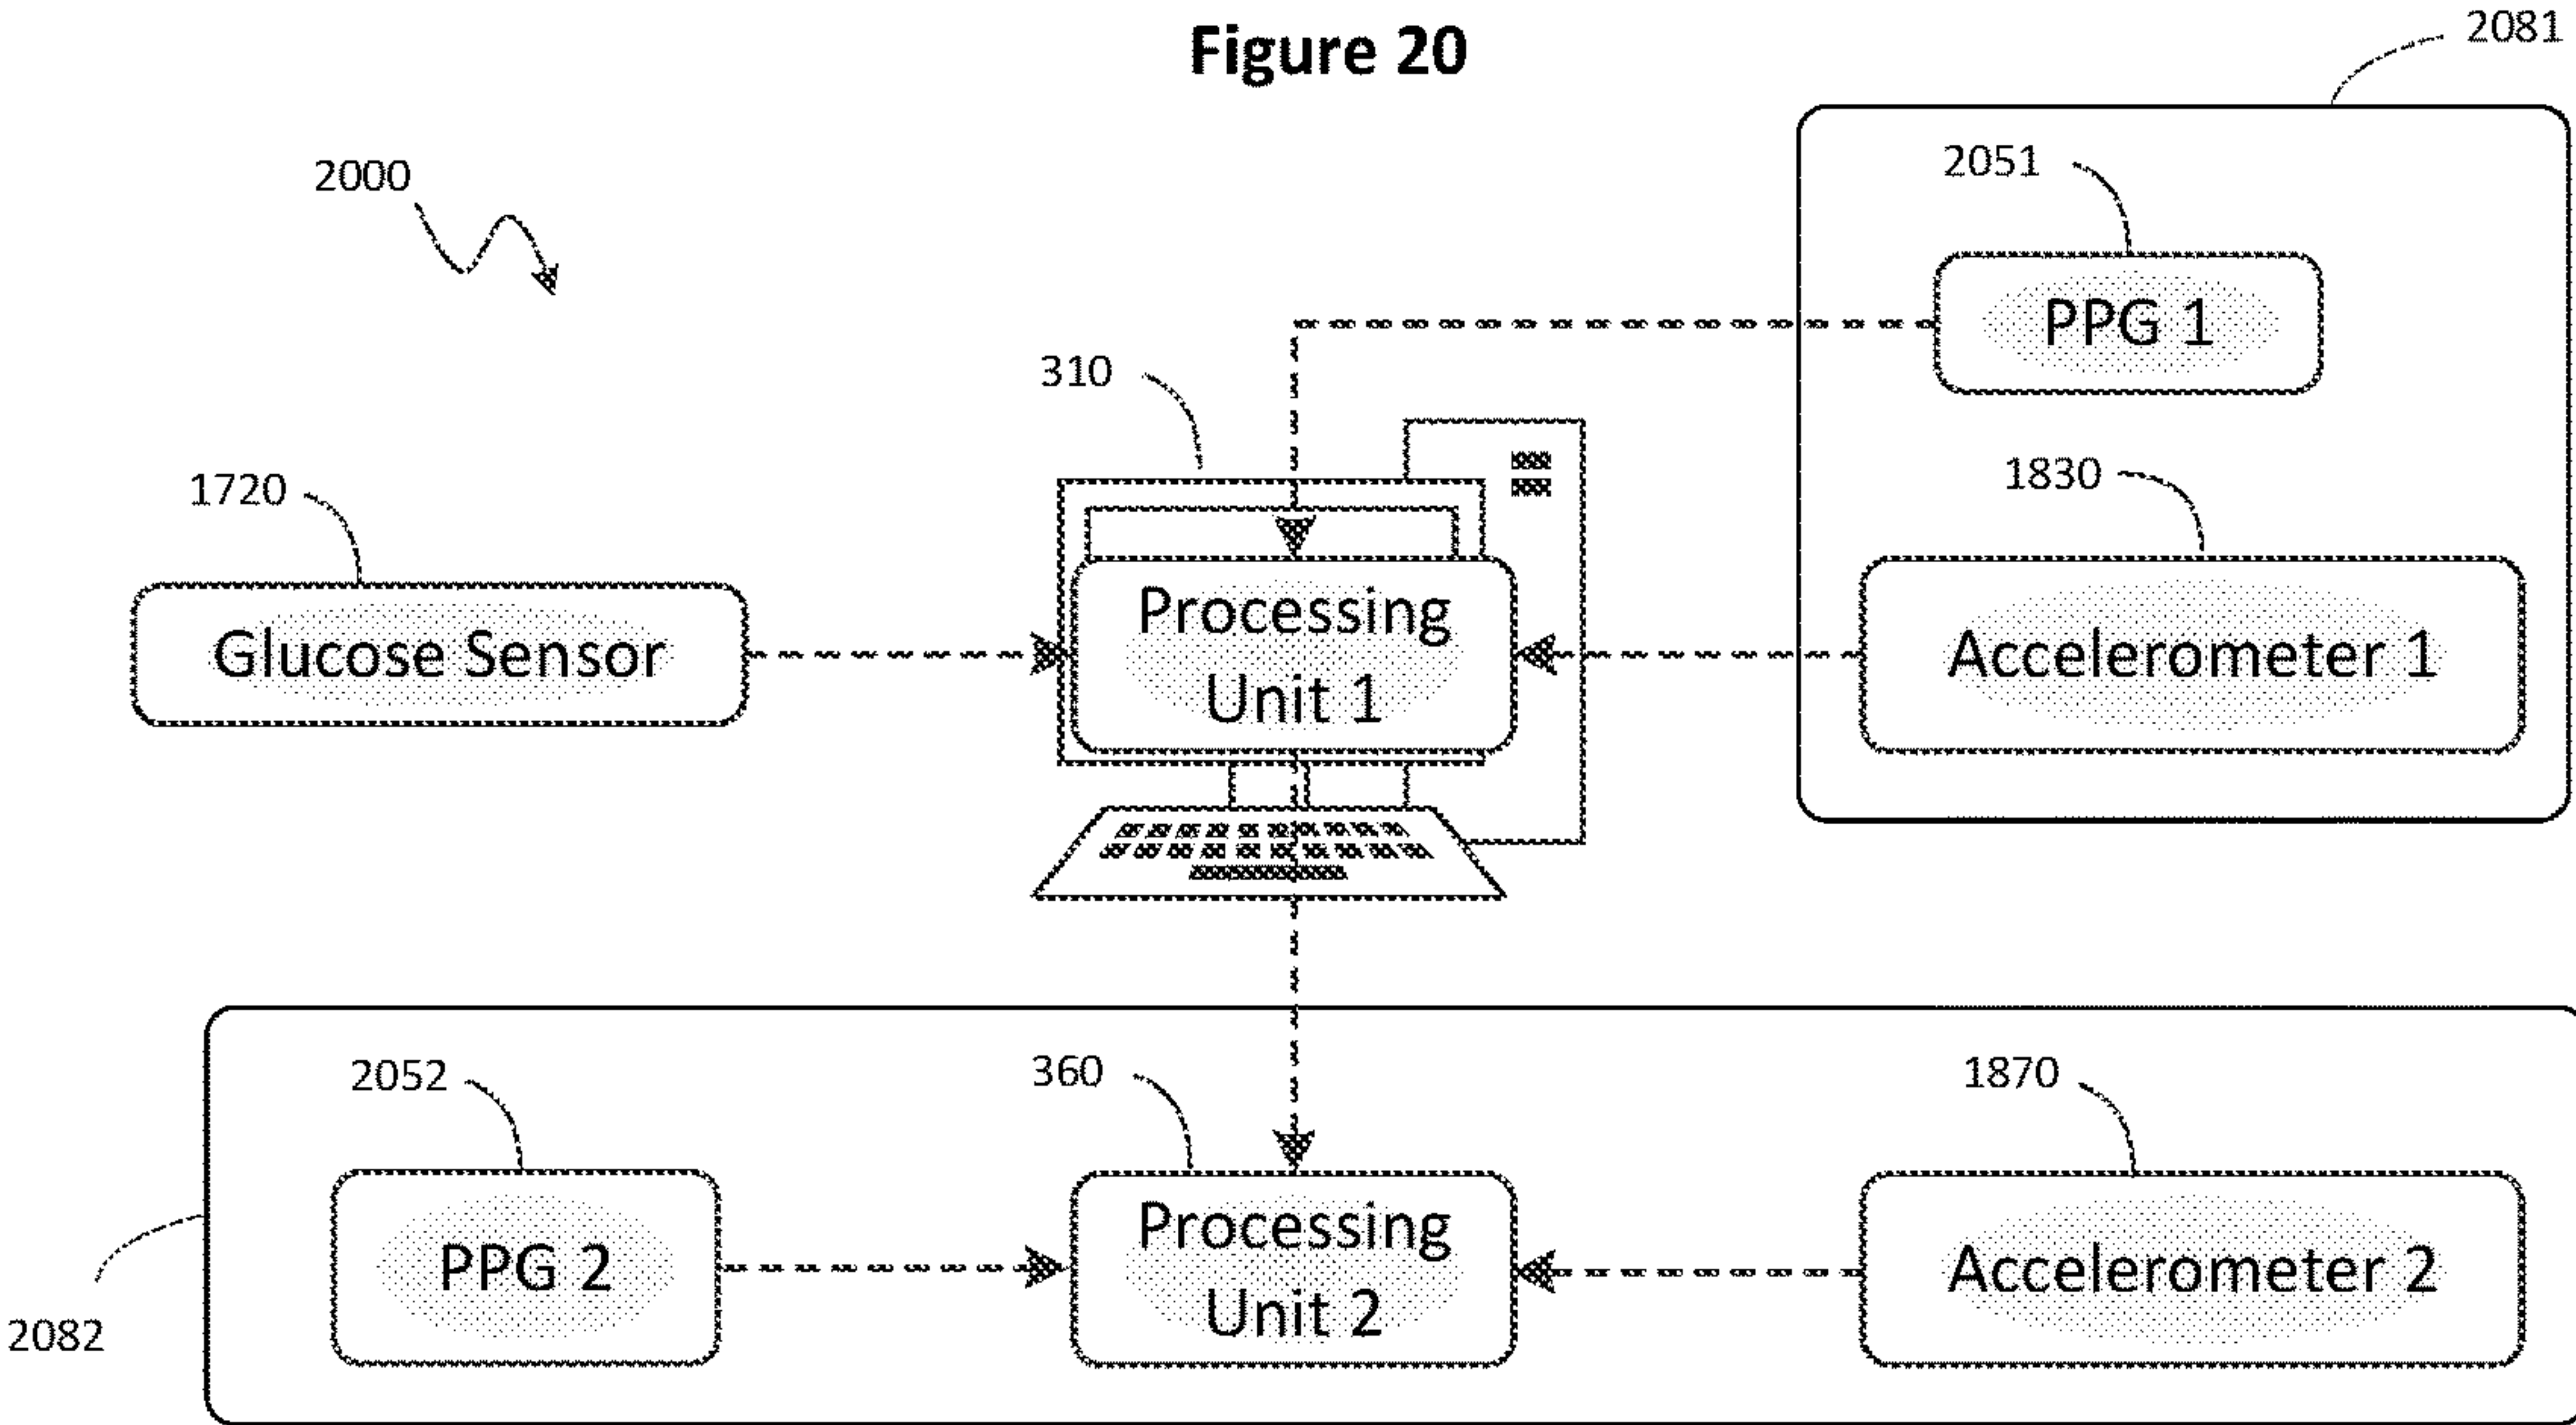 Figure 20
2081
2000
2051
PPG 1
310
1720
1830
Glucose Sensor
Processing
Unit 1
Accelerometer 1
2052
360
1870
PPG 2
Processing
Unit 2
Accelerometer 2
2082